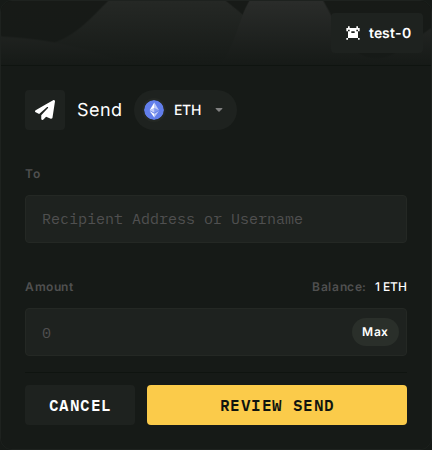 test-0
Send ETH
To
Recipient Address or Username
Amount Balance: 1 ETH
0 Max
CANCEL REVIEW SEND